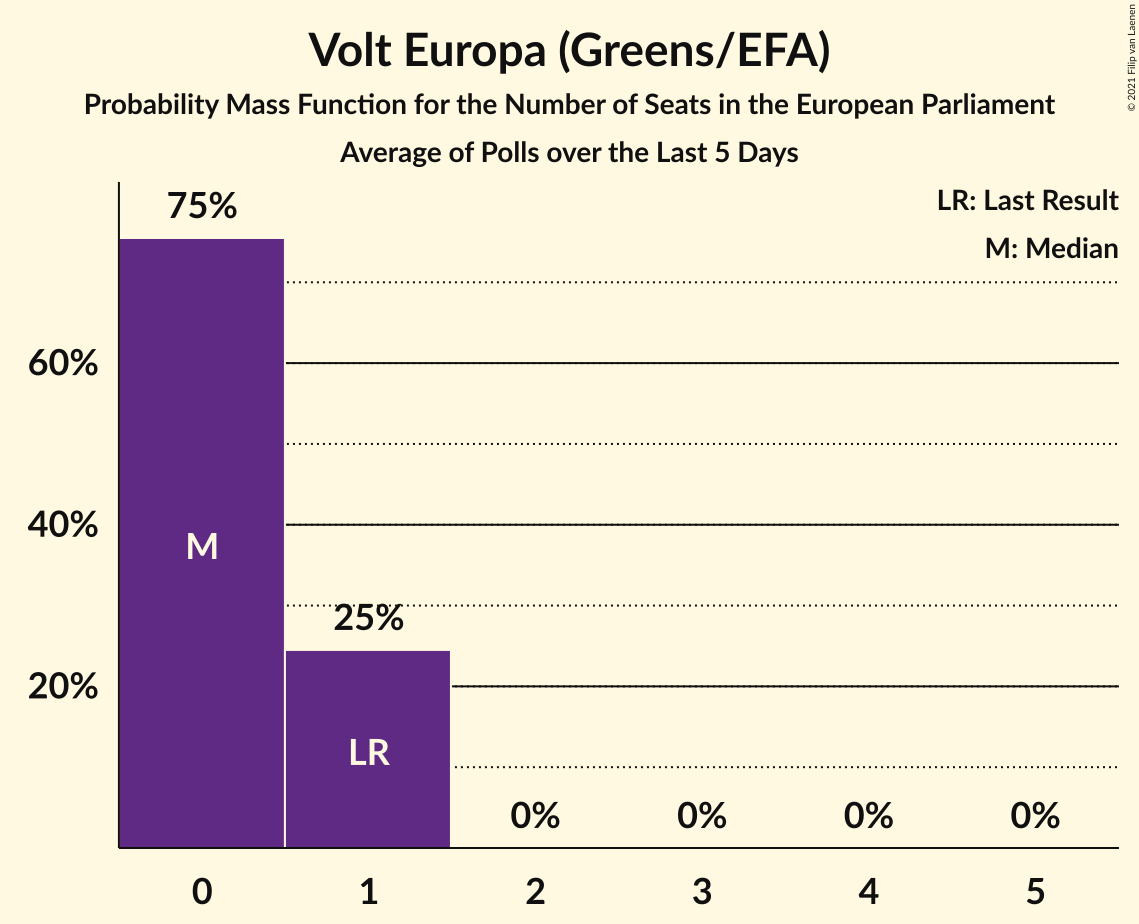 Volt Europa (Greens/EFA)
Probability Mass Function for the Number of Seats in the European Parliament
Average of Polls over the Last 5 Days
© 2021 Filip van Laenen
LR: Last Result
M: Median
75%
60%
40%
M
25%
20%
LR
0% 0% 0% 0%
0 1 2 3 4 5